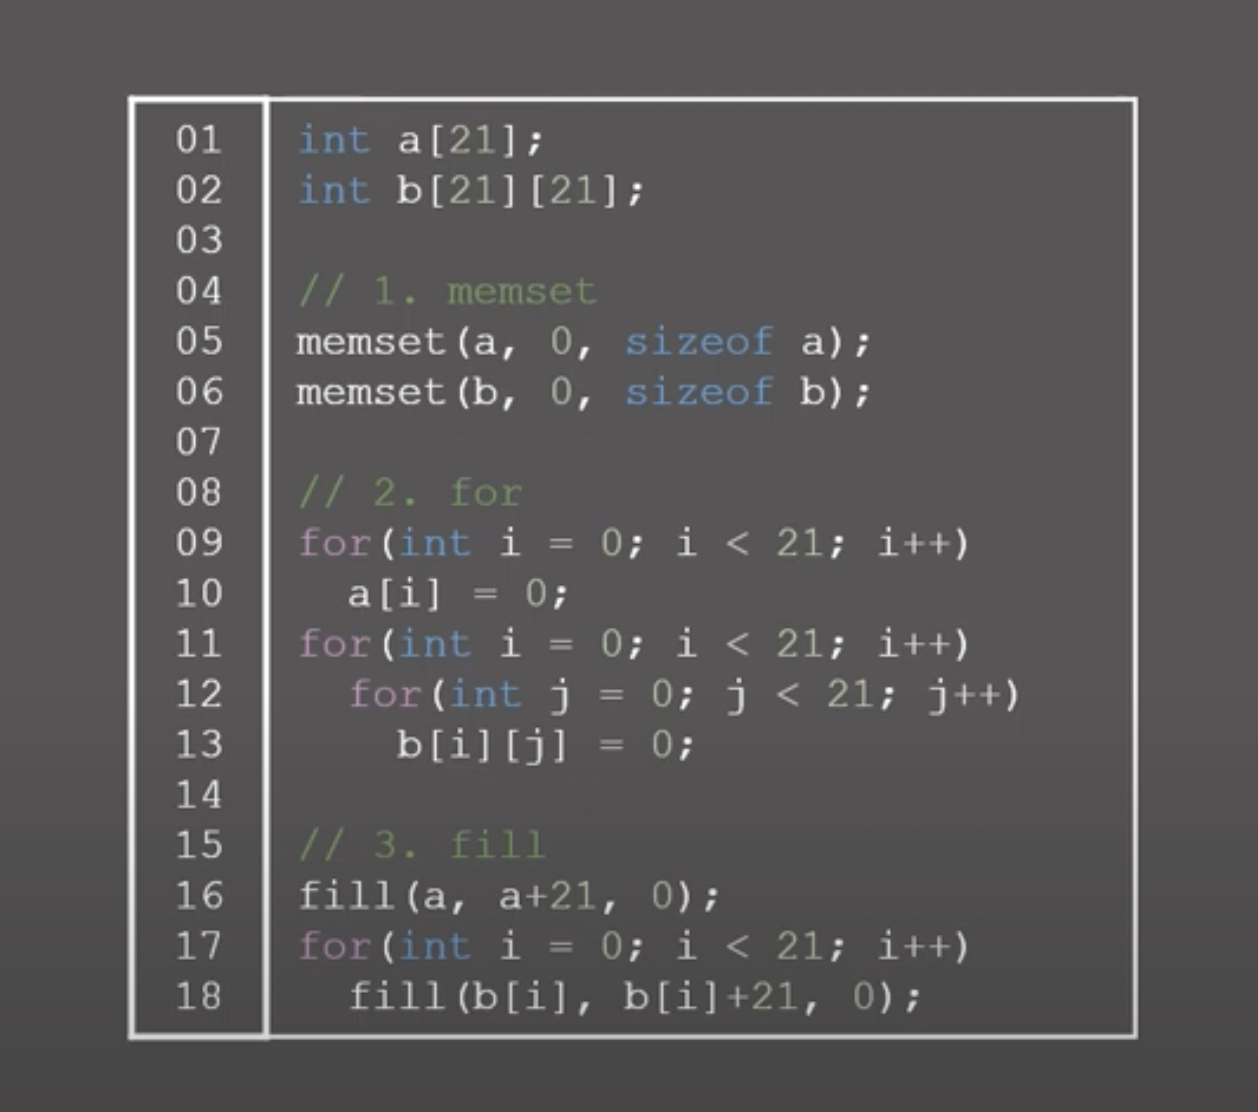 01 int a[21];
02 int b[21][21];
03
04 // 1. memset
05 memset(a, 0, sizeof a);
06 memset(b, 0, sizeof b);
07
08 // 2. for
09 for(int i = 0; i < 21; i++)
10   a[i] = 0;
11 for(int i = 0; i < 21; i++)
12   for(int j = 0; j < 21; j++)
13     b[i][j] = 0;
14
15 // 3. fill
16 fill(a, a+21, 0);
17 for(int i = 0; i < 21; i++)
18   fill(b[i], b[i]+21, 0);